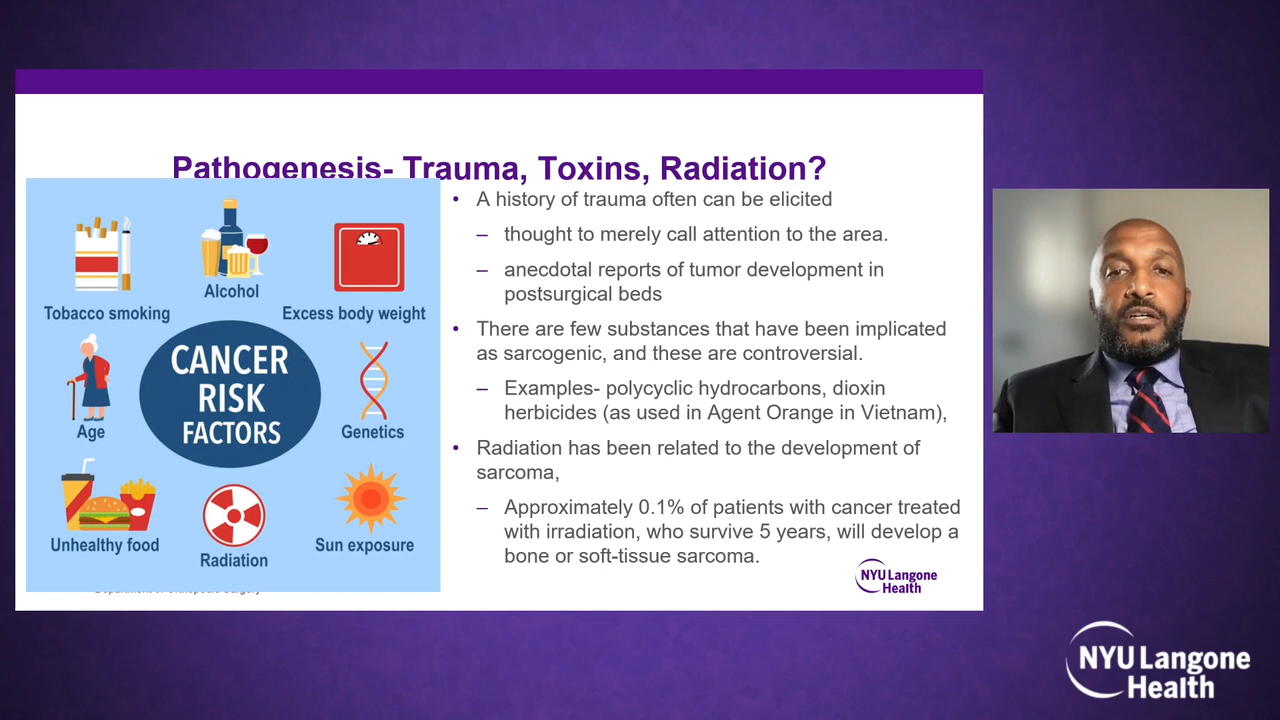 Pathogenesis- Trauma, Toxins, Radiation?
Tobacco smoking
Alcohol
Excess body weight
Age
CANCER
RISK
FACTORS
Genetics
Unhealthy food
Radiation
Sun exposure
• A history of trauma often can be elicited
– thought to merely call attention to the area.
– anecdotal reports of tumor development in
postsurgical beds
• There are few substances that have been implicated
as sarcogenic, and these are controversial.
– Examples- polycyclic hydrocarbons, dioxin
herbicides (as used in Agent Orange in Vietnam),
• Radiation has been related to the development of
sarcoma,
– Approximately 0.1% of patients with cancer treated
with irradiation, who survive 5 years, will develop a
bone or soft-tissue sarcoma.
Department of Orthopedic Surgery
NYU Langone
Health
NYU Langone
Health